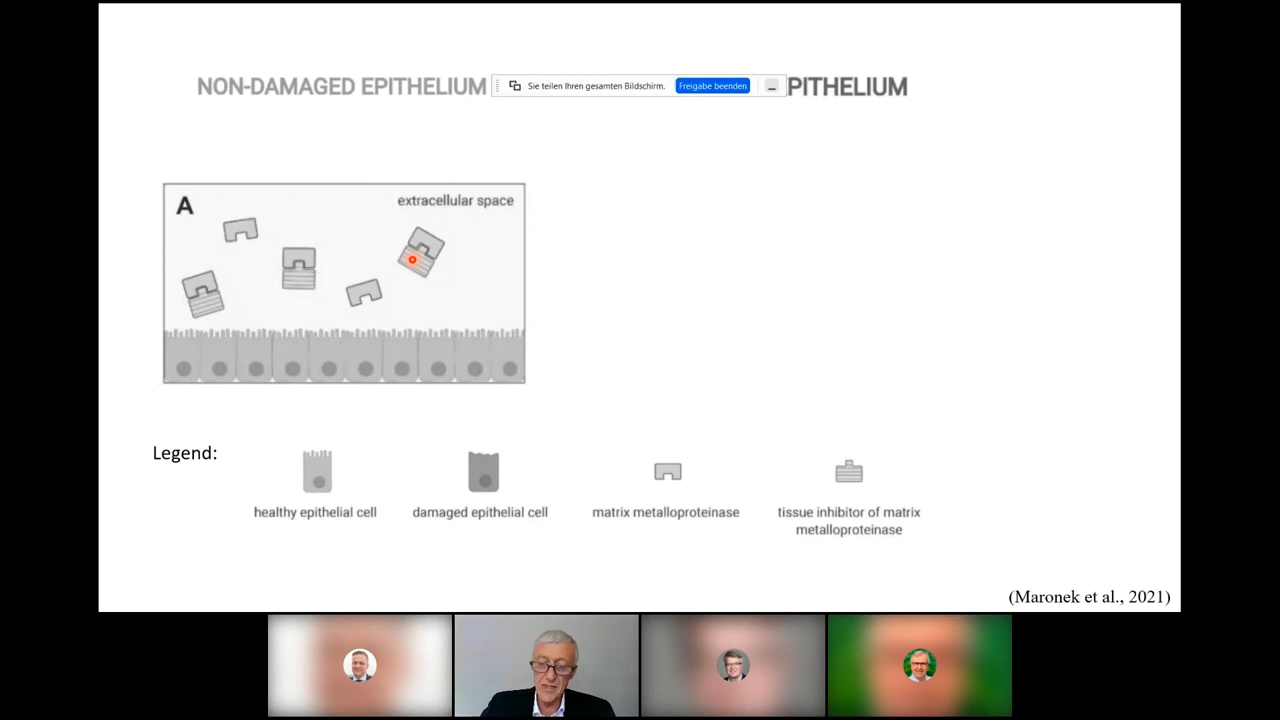 NON-DAMAGED EPITHELIUM
Sie teilen Ihren gesamten Bildschirm. Freigabe beenden
PITHELIUM
A
extracellular space
Legend:
healthy epithelial cell
damaged epithelial cell
matrix metalloproteinase
tissue inhibitor of matrix
metalloproteinase
(Maronek et al., 2021)